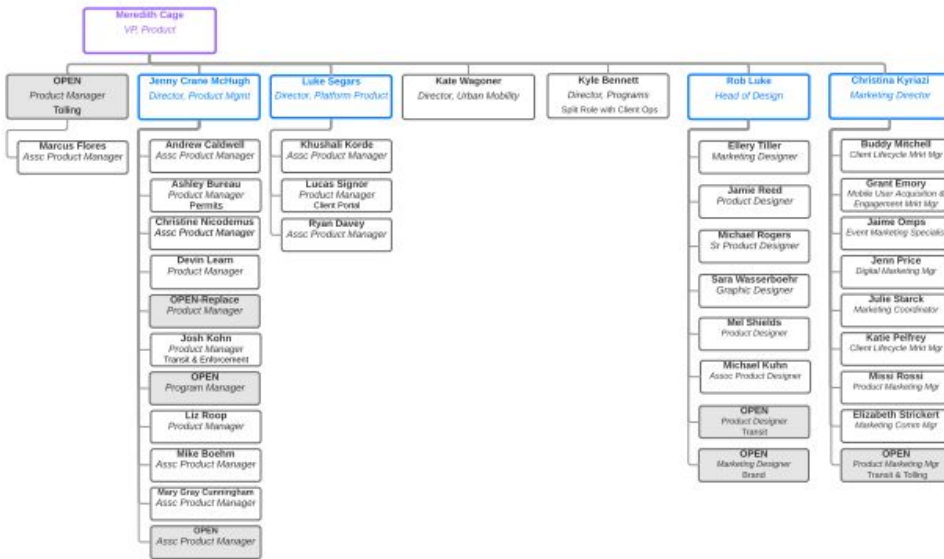 Meredith Cage
VP, Product
OPEN
Product Manager
Tolling
Marcus Flores
Assc Product Manager
Jenny Crane McHugh
Director, Product Mgmt
Andrew Caldwell
Assc Product Manager
Ashley Bureau
Product Manager
Permits
Christine Nicodemus
Assc Product Manager
Devin Learn
Product Manager
OPEN-Replace
Product Manager
Josh Kohn
Product Manager
Transit & Enforcement
OPEN
Program Manager
Liz Roop
Product Manager
Mike Boehm
Assc Product Manager
Mary Gray Cunningham
Assc Product Manager
OPEN
Assc Product Manager
Luke Segars
Director, Platform Product
Khushali Korde
Assc Product Manager
Lucas Signor
Product Manager
Client Portal
Ryan Davey
Assc Product Manager
Kate Wagoner
Director, Urban Mobility
Kyle Bennett
Director, Programs
Split Role with Client Ops
Rob Luke
Head of Design
Ellery Tiller
Marketing Designer
Jamie Reed
Product Designer
Michael Rogers
Sr Product Designer
Sara Wasserboehr
Graphic Designer
Mel Shields
Product Designer
Michael Kuhn
Assoc Product Designer
OPEN
Product Designer
Transit
OPEN
Marketing Designer
Brand
Christina Kyriazi
Marketing Director
Buddy Mitchell
Client Lifecycle Mrkt Mgr
Grant Emory
Mobile User Acquisition &
Engagement Mrkt Mgr
Jaime Omps
Event Marketing Specialis
Jenn Price
Digital Marketing Mgr
Julie Starck
Marketing Coordinator
Katie Pelfrey
Client Lifecycle Mrkt Mgr
Missi Rossi
Product Marketing Mgr
Elizabeth Strickert
Marketing Comm Mgr
OPEN
Product Marketing Mgr
Transit & Tolling